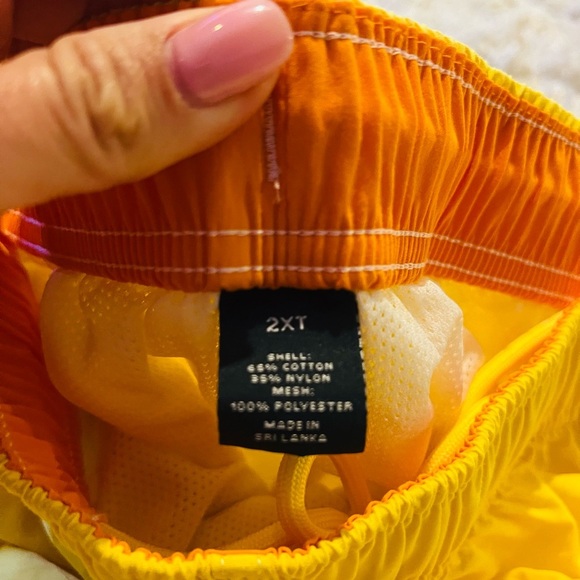 2XT
SHELL:
65% COTTON
35% NYLON
MESH:
100% POLYESTER
MADE IN
SRI LANKA